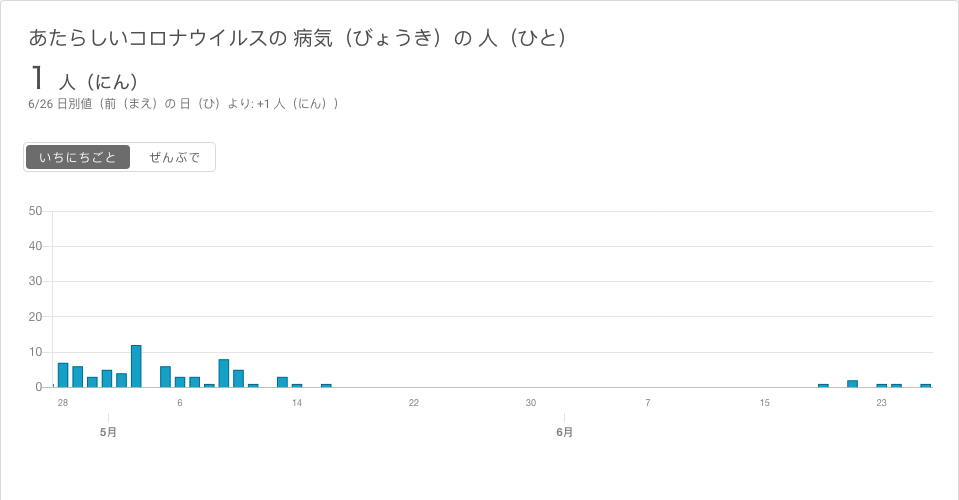 あたらしいコロナウイルスの 病気（びょうき）の 人（ひと）
1 人（にん）
6/26 日別値（前（まえ）の 日（ひ）より: +1 人（にん））
いちにちごと ぜんぶで
50
40
30
20
10
0
28 6 14 22 30 7 15 23
5月 6月